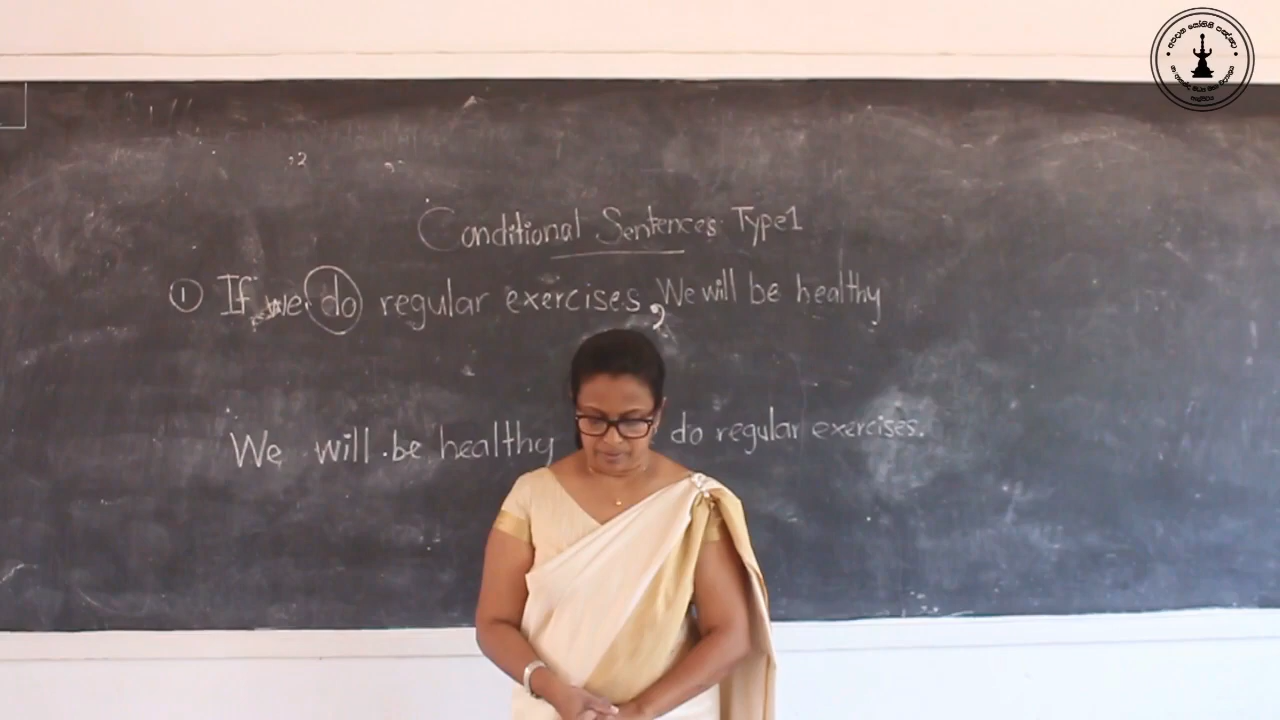 Conditional Sentences Type1
① If we do regular exercises, We will be healthy
We will be healthy do regular exercises.